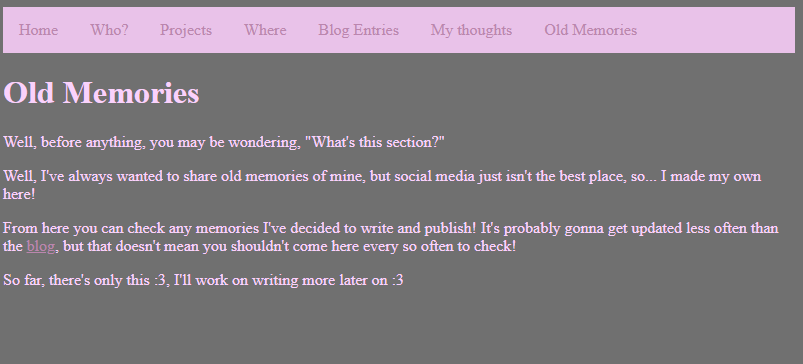 Home Who? Projects Where Blog Entries My thoughts Old Memories
Old Memories
Well, before anything, you may be wondering, "What's this section?"
Well, I've always wanted to share old memories of mine, but social media just isn't the best place, so... I made my own
here!
From here you can check any memories I've decided to write and publish! It's probably gonna get updated less often than
the blog, but that doesn't mean you shouldn't come here every so often to check!
So far, there's only this :3, I'll work on writing more later on :3